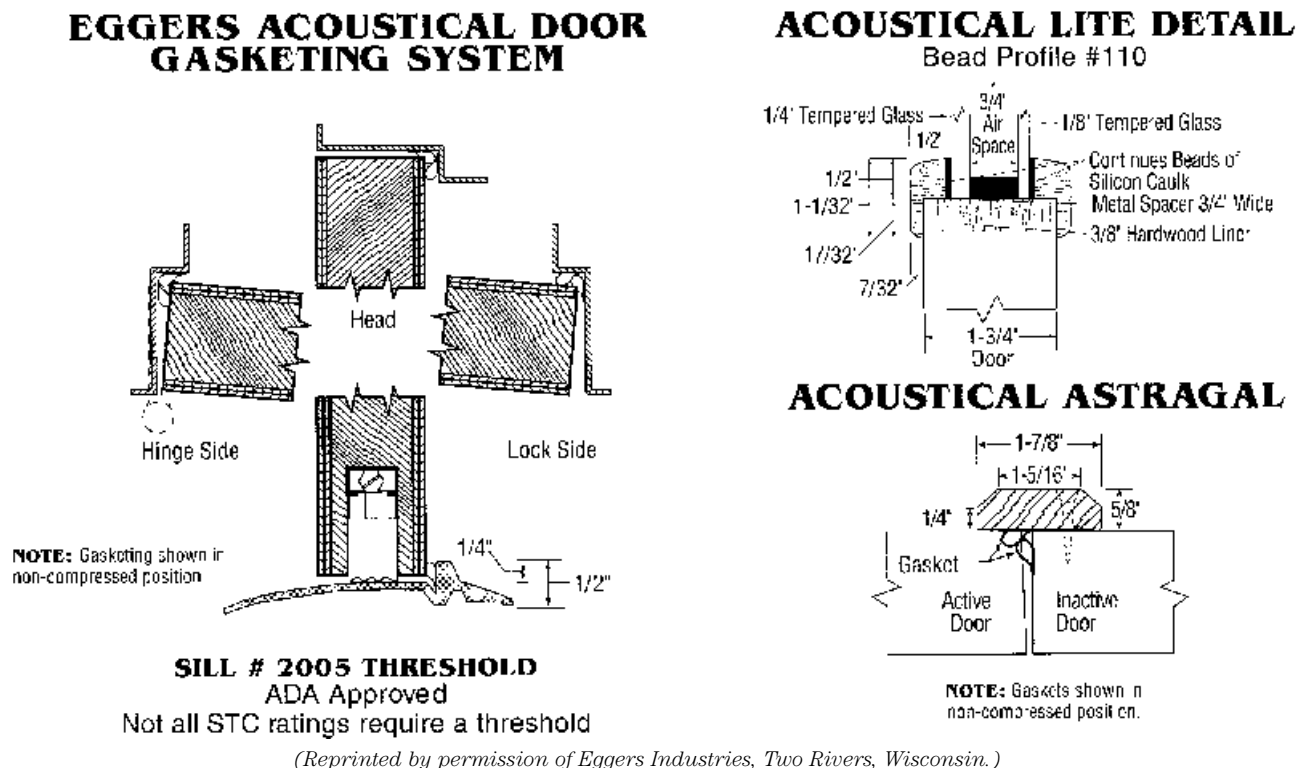 EGGERS ACOUSTICAL DOOR
GASKETING SYSTEM
Head
Hinge Side
Lock Side
NOTE: Gasketing shown in
non-compressed position
1/4"
1/2"
SILL # 2005 THRESHOLD
ADA Approved
Not all STC ratings require a threshold
ACOUSTICAL LITE DETAIL
Bead Profile #110
1/4" Tempered Glass
3/4"
Air
Space
1/8" Tempered Glass
1/2"
1/2"
1-1/32"
17/32"
7/32"
Continues Beads of
Silicon Caulk
Metal Spacer 3/4" Wide
3/8" Hardwood Liner
1-3/4"
Door
ACOUSTICAL ASTRAGAL
1-7/8"
1-5/16"
5/8"
1/4"
Gasket
Active
Door
Inactive
Door
NOTE: Gaskets shown in
non-compressed position.
(Reprinted by permission of Eggers Industries, Two Rivers, Wisconsin.)